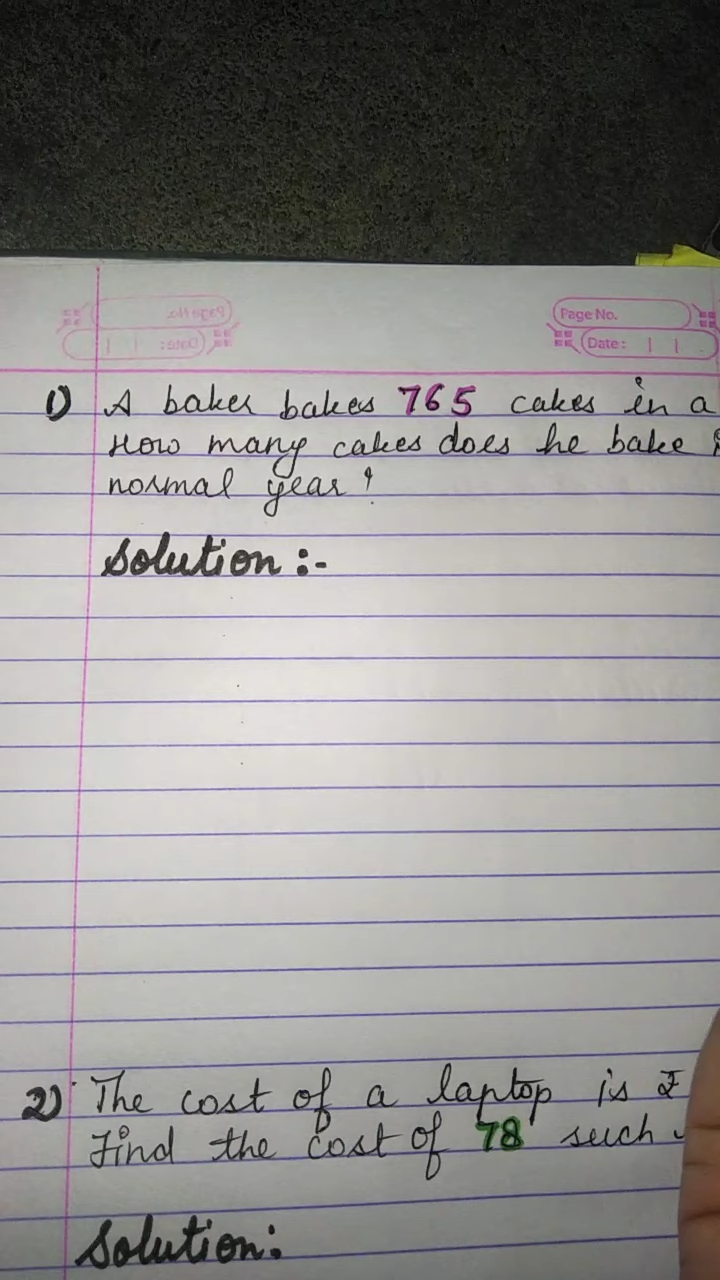 Page No.
Date:
1) A baker bakes 765 cakes in a
How many cakes does he bake
normal year?
Solution :-
2) The cost of a laptop is ₹
Find the cost of 78 such
Solution: